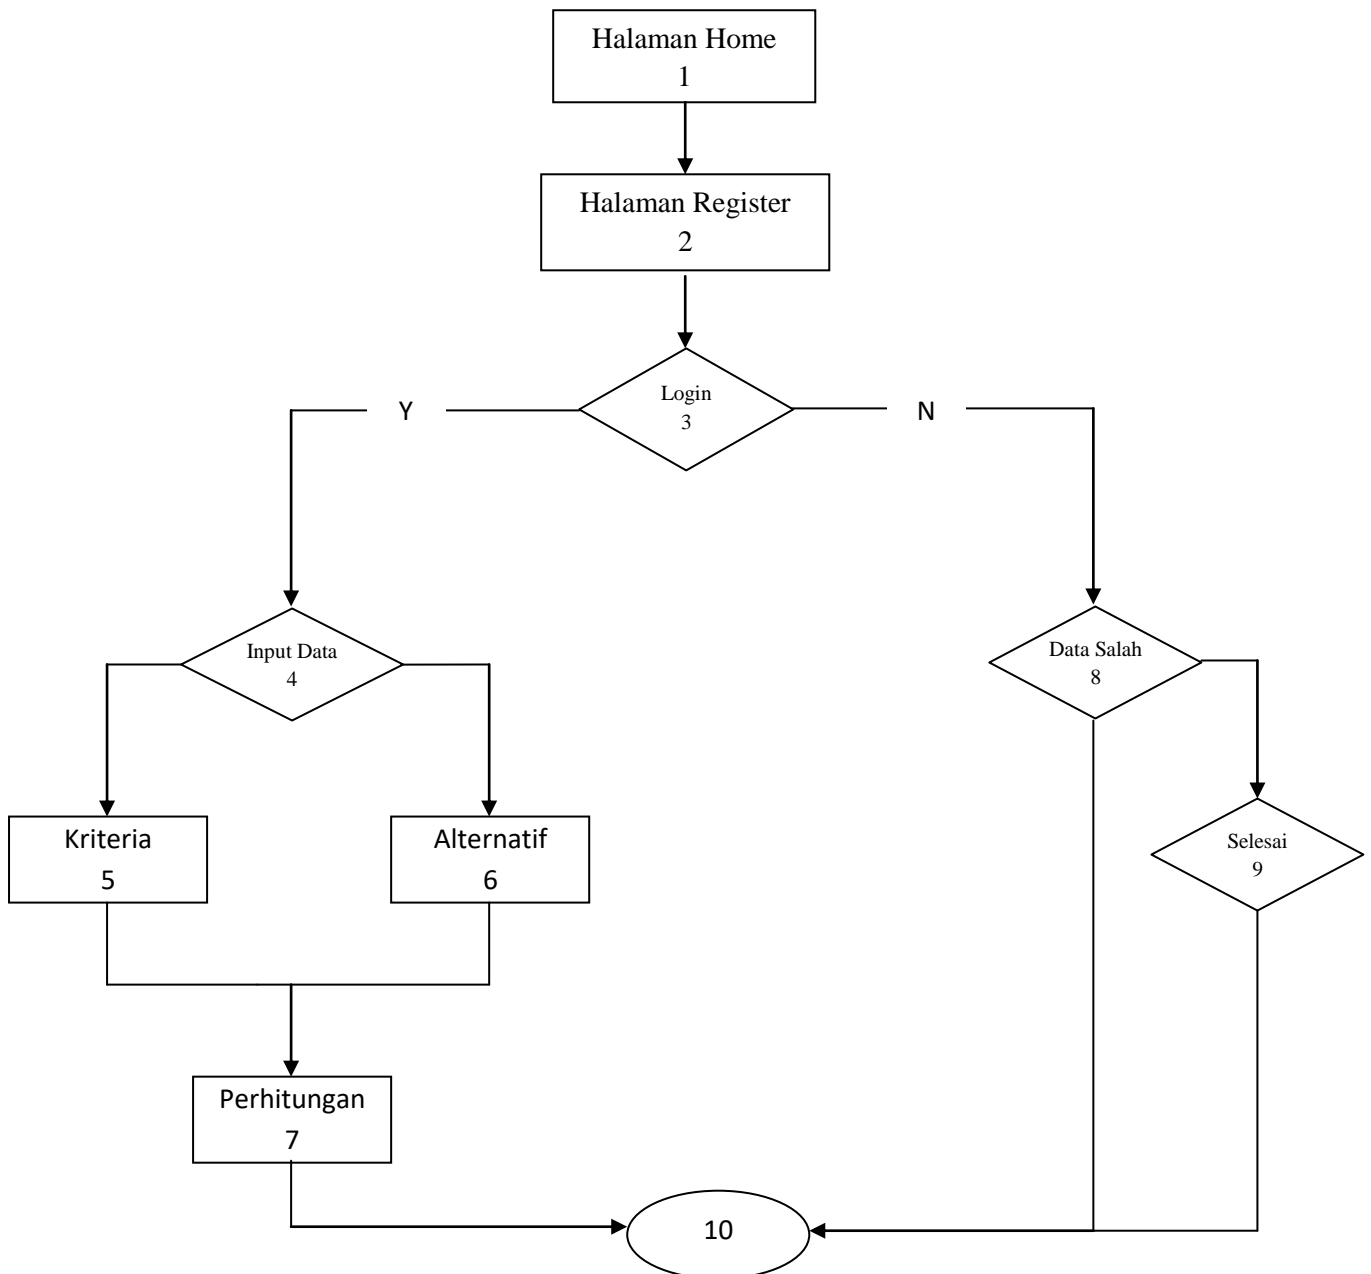 Halaman Home
1
Halaman Register
2
Login
3
Y
N
Input Data
4
Data Salah
8
Kriteria
5
Alternatif
6
Selesai
9
Perhitungan
7
10